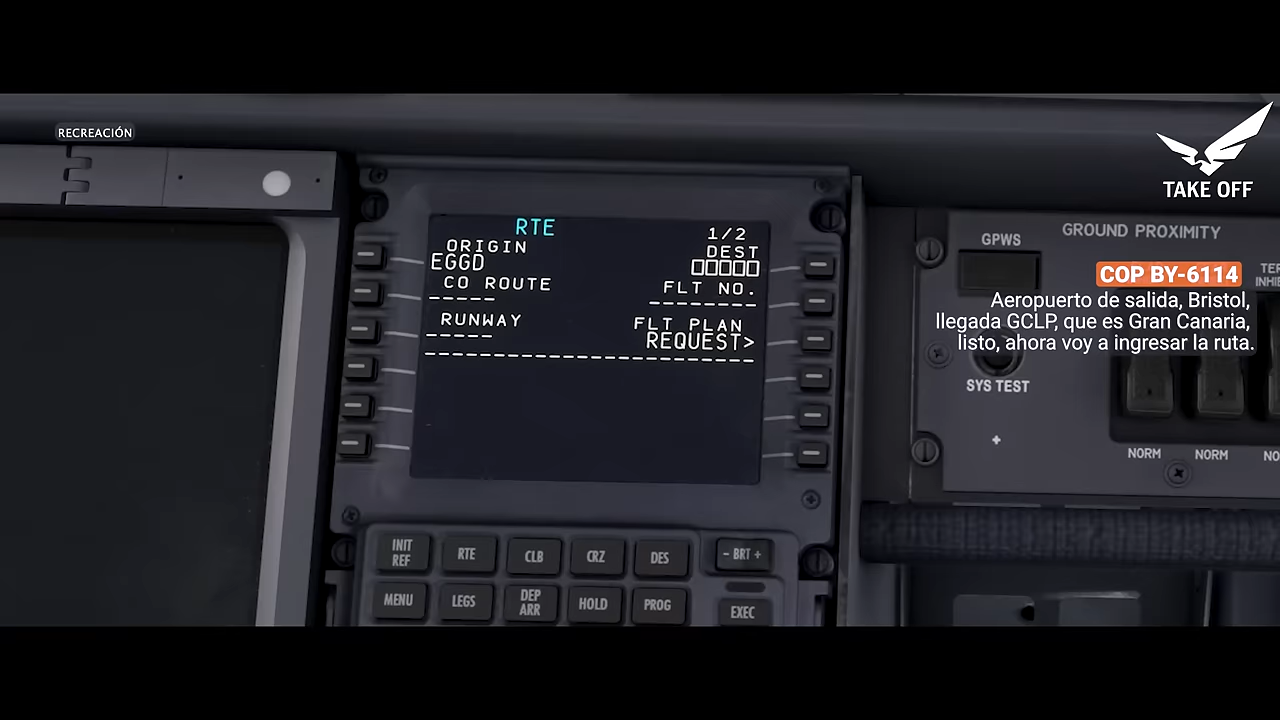 RECREACIÓN
TAKE OFF
RTE
1/2
ORIGIN
DEST
EGGD
CO ROUTE
FLT NO.
RUNWAY
FLT PLAN
REQUEST>
GROUND PROXIMITY
GPWS
COP BY-6114
Aeropuerto de salida, Bristol,
llegada GCLP, que es Gran Canaria,
listo, ahora voy a ingresar la ruta.
SYS TEST
NORM
NORM
INIT
REF
RTE
CLB
CRZ
DES
- BRT +
MENU
LEGS
DEP
ARR
HOLD
PROG
EXEC